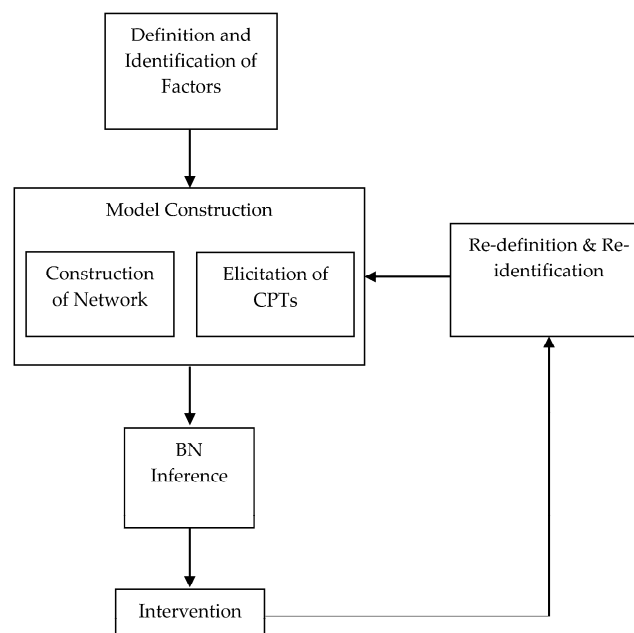 Definition and
Identification of
Factors
Model Construction
Construction
of Network
Elicitation of
CPTs
Re-definition & Re-
identification
BN
Inference
Intervention